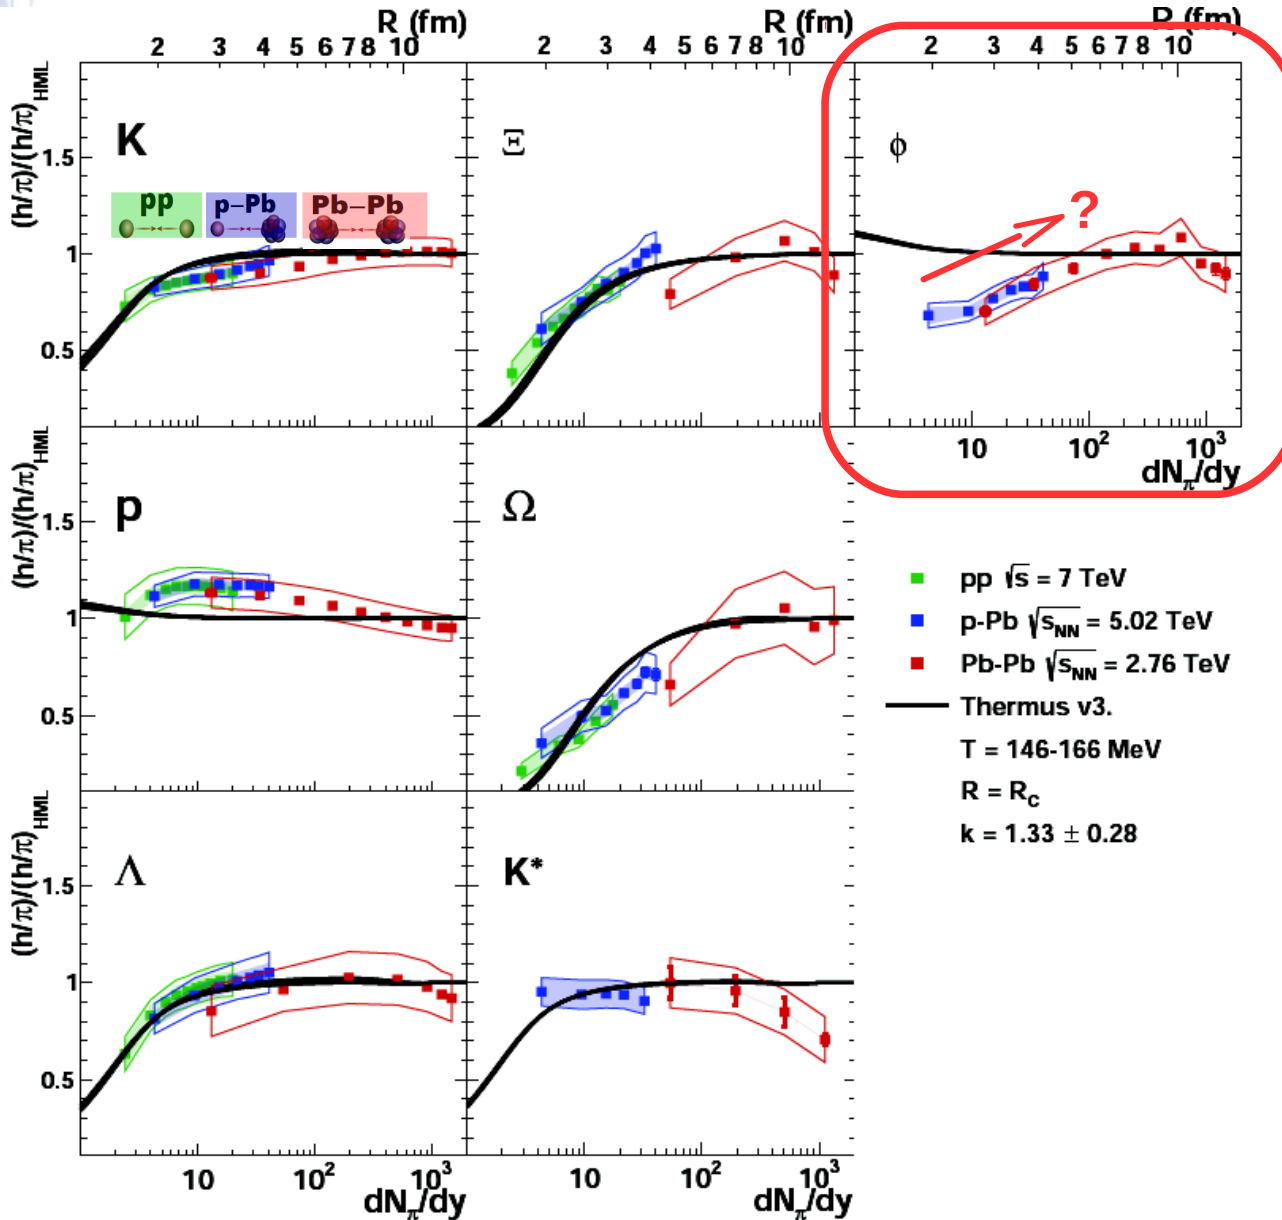 R (fm) R (fm) R (fm)
2 3 4 5 6 7 8 10 2 3 4 5 6 7 8 10 2 3 4 5 6 7 8 10
(h/π)/(h/π)HML
K Ξ ϕ
1.5
pp p–Pb Pb–Pb
?
1
0.5
10 10² 10³
dNπ/dy
(h/π)/(h/π)HML
p Ω
1.5
1
0.5
pp √s = 7 TeV
p-Pb √sNN = 5.02 TeV
Pb-Pb √sNN = 2.76 TeV
Thermus v3.
T = 146-166 MeV
R = RC
k = 1.33 ± 0.28
(h/π)/(h/π)HML
Λ K*
1.5
1
0.5
10 10² 10³ 10 10² 10³
dNπ/dy dNπ/dy